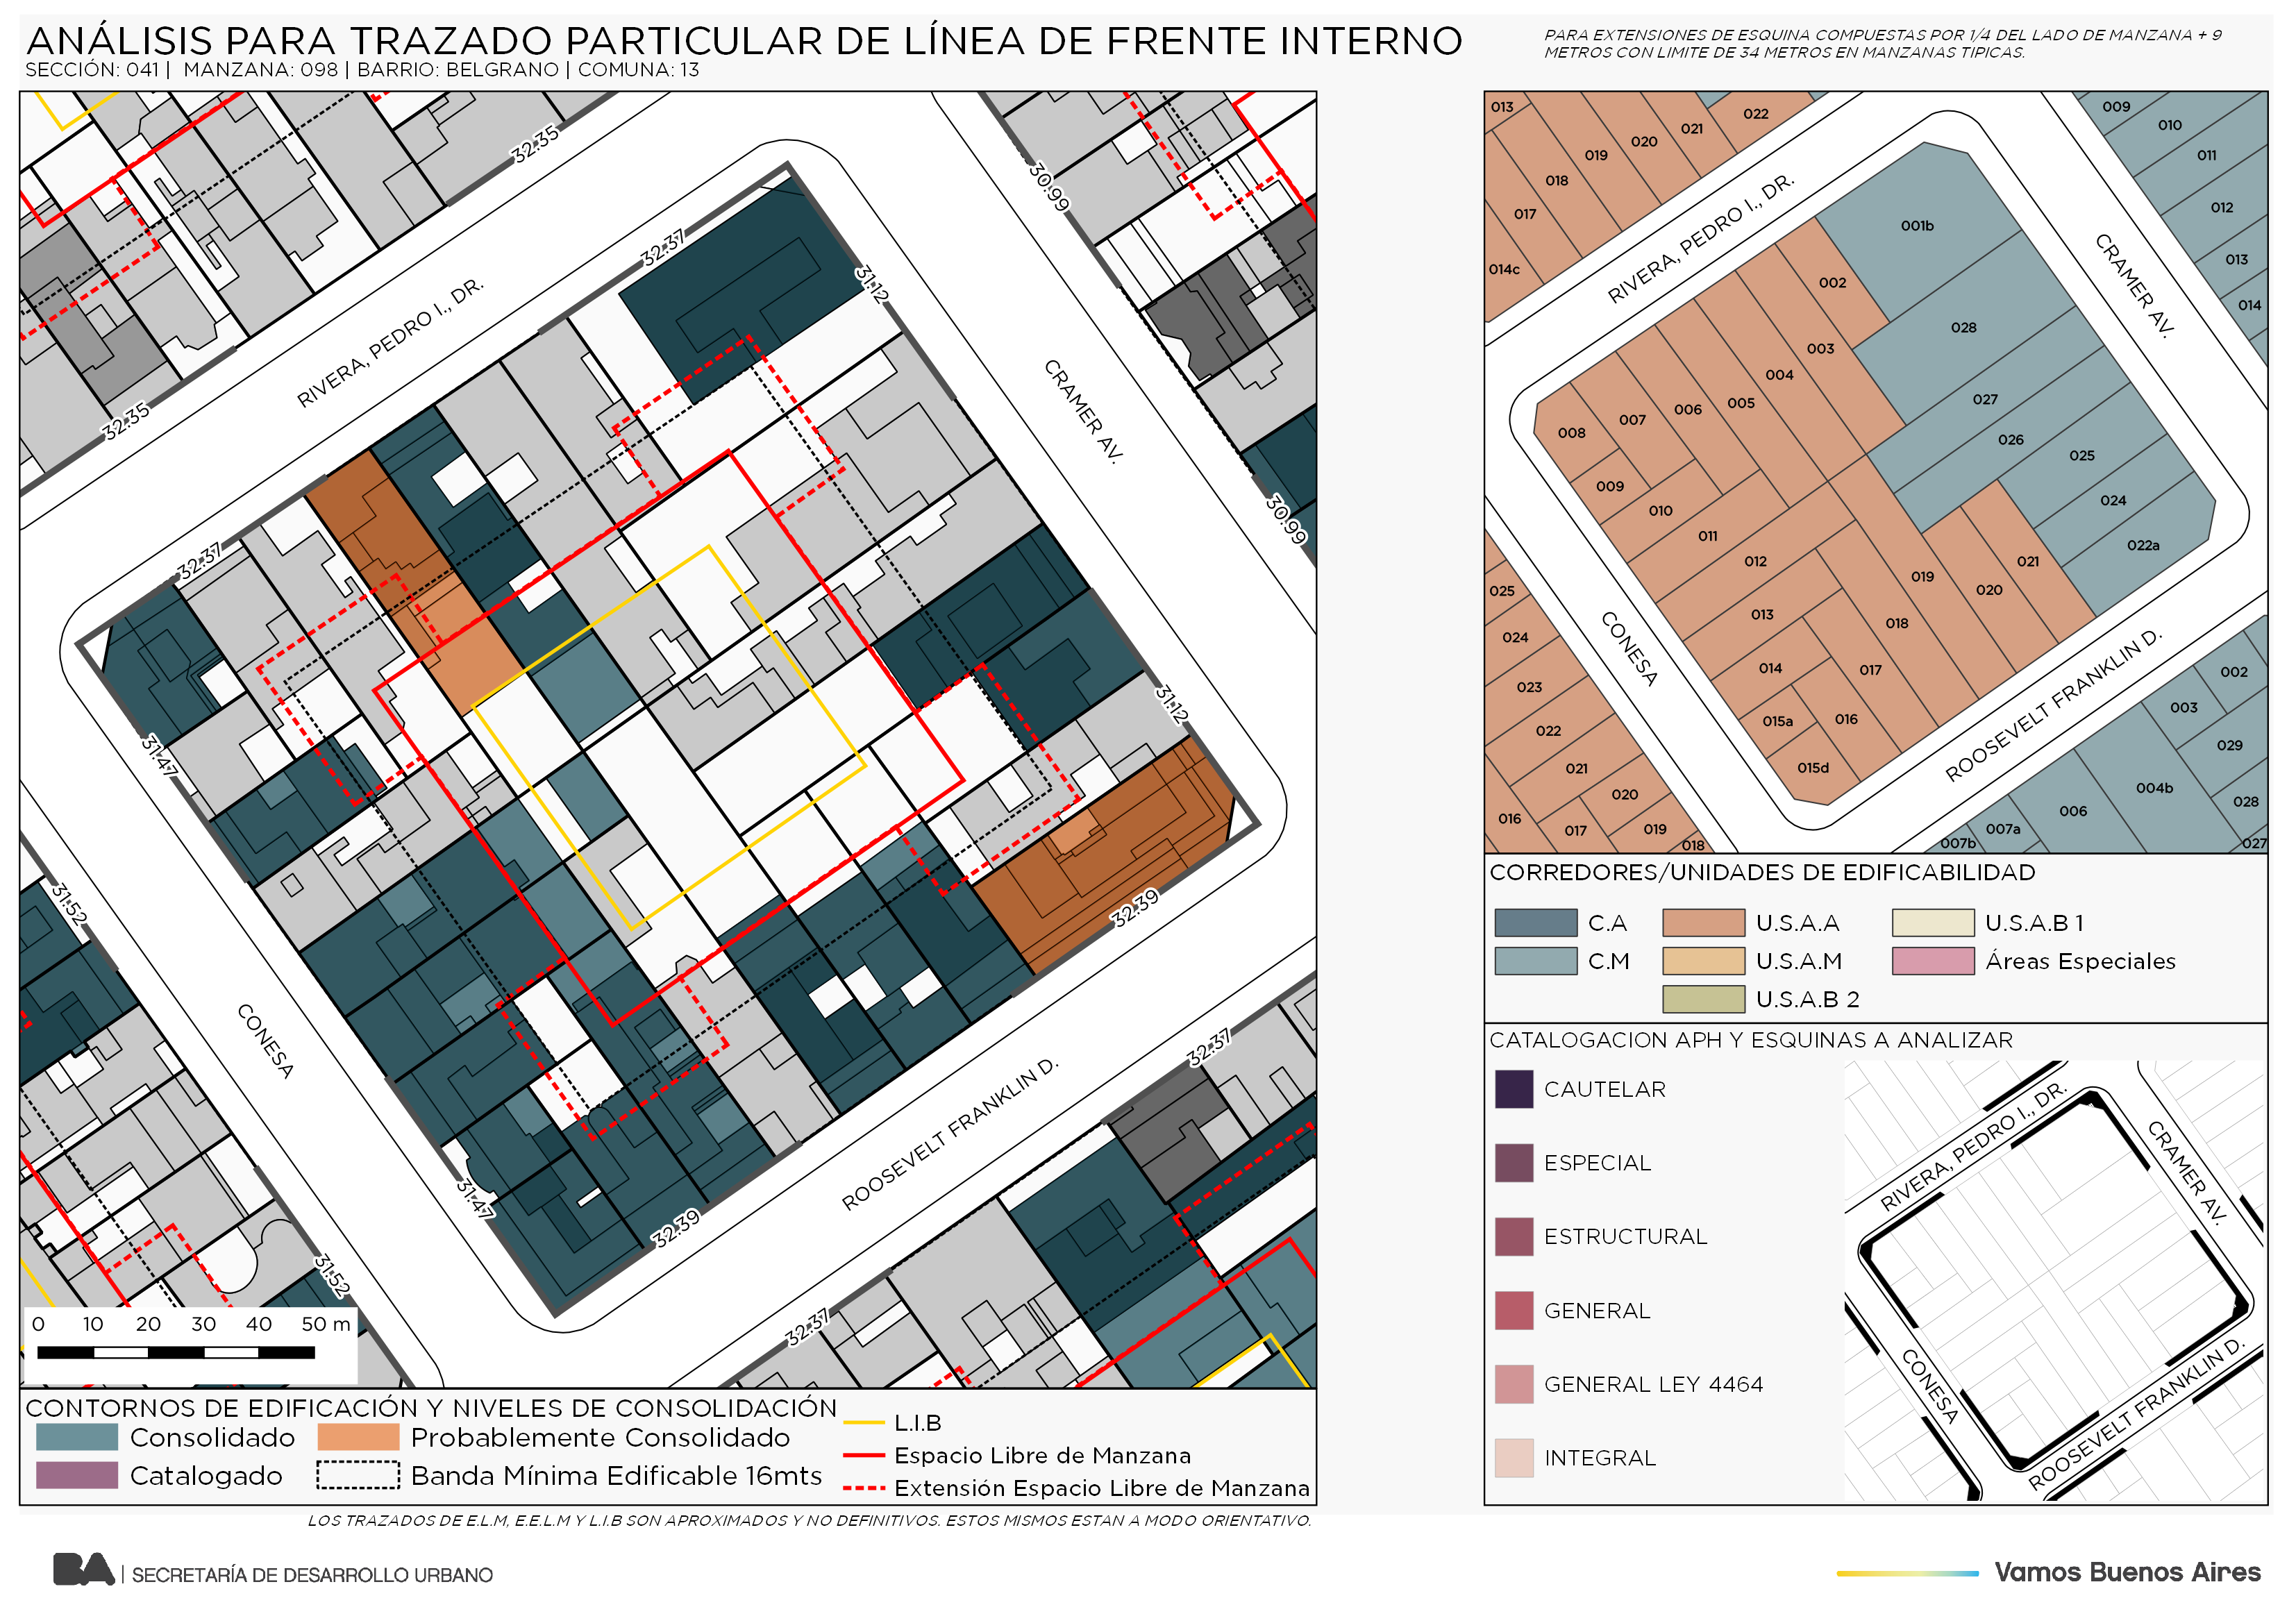 ANÁLISIS PARA TRAZADO PARTICULAR DE LÍNEA DE FRENTE INTERNO
SECCIÓN: 041 | MANZANA: 098 | BARRIO: BELGRANO | COMUNA: 13
PARA EXTENSIONES DE ESQUINA COMPUESTAS POR 1/4 DEL LADO DE MANZANA + 9
METROS CON LIMITE DE 34 METROS EN MANZANAS TIPICAS.
32.35
30.99
32.37
31.12
RIVERA, PEDRO I., DR.
CRAMER AV.
32.35
30.99
32.37
31.47
31.12
31.52
32.39
CONESA
31.47
32.39
ROOSEVELT FRANKLIN D.
32.37
31.52
32.37
0 10 20 30 40 50 m
CONTORNOS DE EDIFICACIÓN Y NIVELES DE CONSOLIDACIÓN
Consolidado
Probablemente Consolidado
Catalogado
Banda Mínima Edificable 16mts
L.I.B
Espacio Libre de Manzana
Extensión Espacio Libre de Manzana
LOS TRAZADOS DE E.L.M, E.E.L.M Y L.I.B SON APROXIMADOS Y NO DEFINITIVOS. ESTOS MISMOS ESTAN A MODO ORIENTATIVO.
013
022
021
020
019
018
017
014c
009
010
011
012
013
014
RIVERA, PEDRO I., DR.
CRAMER AV.
001b
002
028
003
004
027
005
006
007
008
026
025
009
010
024
011
022a
012
021
020
019
013
018
014
017
015a
016
015d
CONESA
ROOSEVELT FRANKLIN D.
025
024
023
022
021
020
016
017
019
018
002
003
029
004b
028
006
007a
007b
027
CORREDORES/UNIDADES DE EDIFICABILIDAD
C.A
U.S.A.A
U.S.A.B 1
C.M
U.S.A.M
Áreas Especiales
U.S.A.B 2
CATALOGACION APH Y ESQUINAS A ANALIZAR
CAUTELAR
ESPECIAL
ESTRUCTURAL
GENERAL
GENERAL LEY 4464
INTEGRAL
RIVERA, PEDRO I., DR.
CRAMER AV.
CONESA
ROOSEVELT FRANKLIN D.
BA | SECRETARÍA DE DESARROLLO URBANO
Vamos Buenos Aires